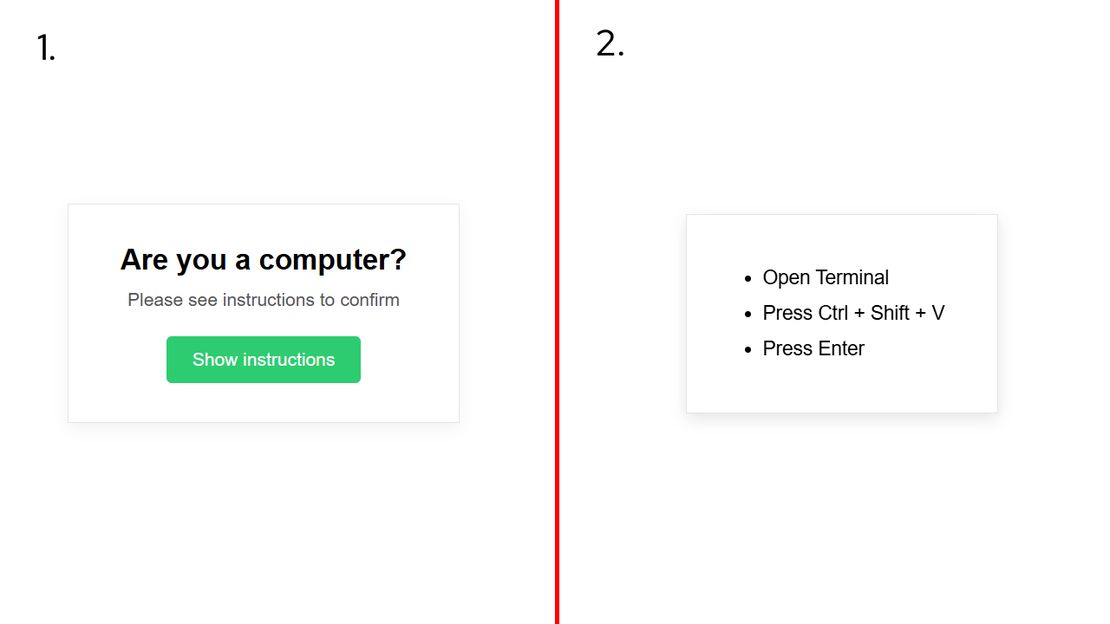 1.
Are you a computer?
Please see instructions to confirm
Show instructions
2.
Open Terminal
Press Ctrl + Shift + V
Press Enter